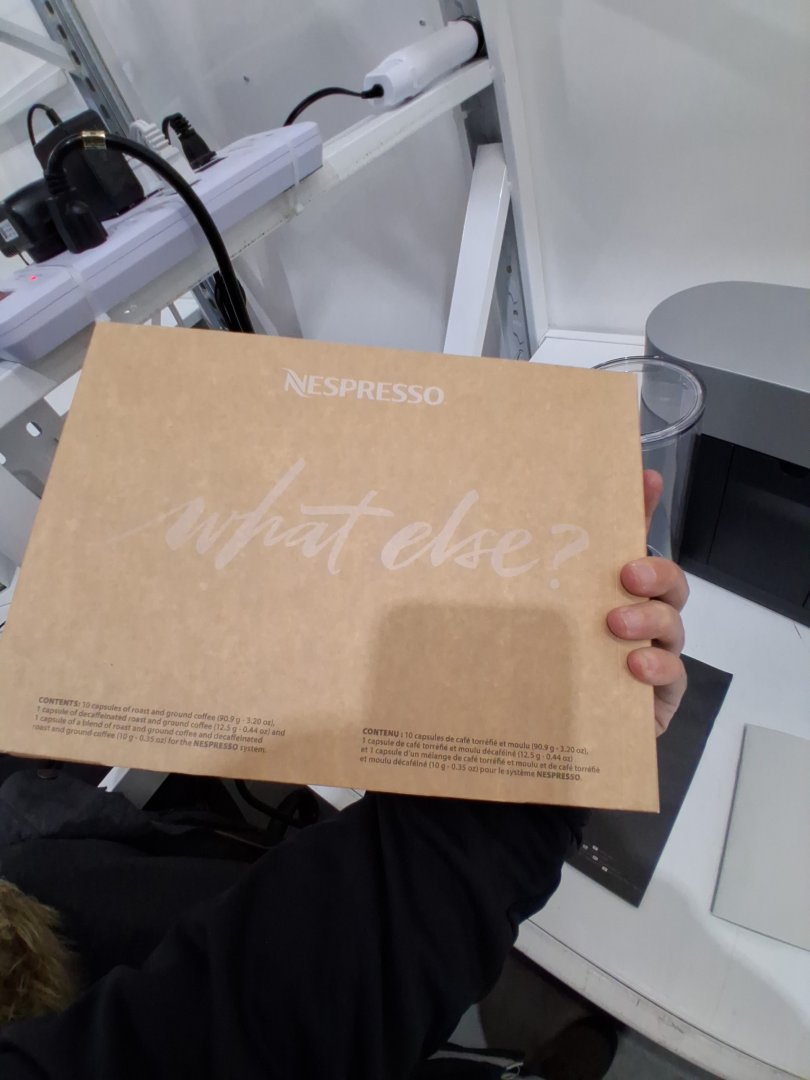 NESPRESSO
what else?
CONTENTS: 10 capsules of roast and ground coffee (90.9 g - 3.20 oz),
1 capsule of decaffeinated roast and ground coffee (12.5 g - 0.44 oz) and
1 capsule of a blend of roast and ground coffee and decaffeinated
roast and ground coffee (10 g - 0.35 oz) for the NESPRESSO system.
CONTENU : 10 capsules de café torréfié et moulu (90.9 g - 3.20 oz),
1 capsule de café torréfié et moulu décaféiné (12.5 g - 0.44 oz)
et 1 capsule d'un mélange de café torréfié et moulu et de café torréfié
et moulu décaféiné (10 g - 0.35 oz) pour le système NESPRESSO.